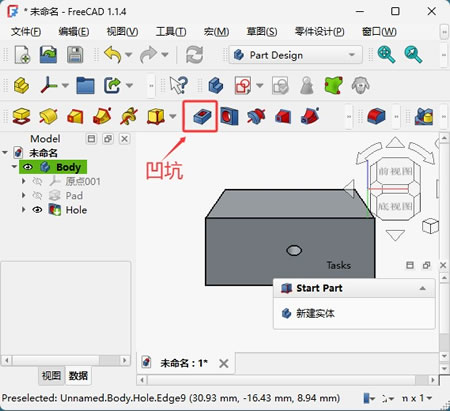 * 未命名 - FreeCAD 1.1.4
文件(F) 编辑(E) 视图(V) 工具(T) 宏(M) 草图(S) 零件设计(P) 窗口(W)
Part Design
Model
未命名
Body
原点001
Pad
Hole
凹坑
前视图
底视图
Tasks
Start Part
新建实体
视图 数据
未命名 : 1*
Preselected: Unnamed.Body.Hole.Edge9 (30.93 mm, -16.43 mm, 8.94 mm)
n x 1